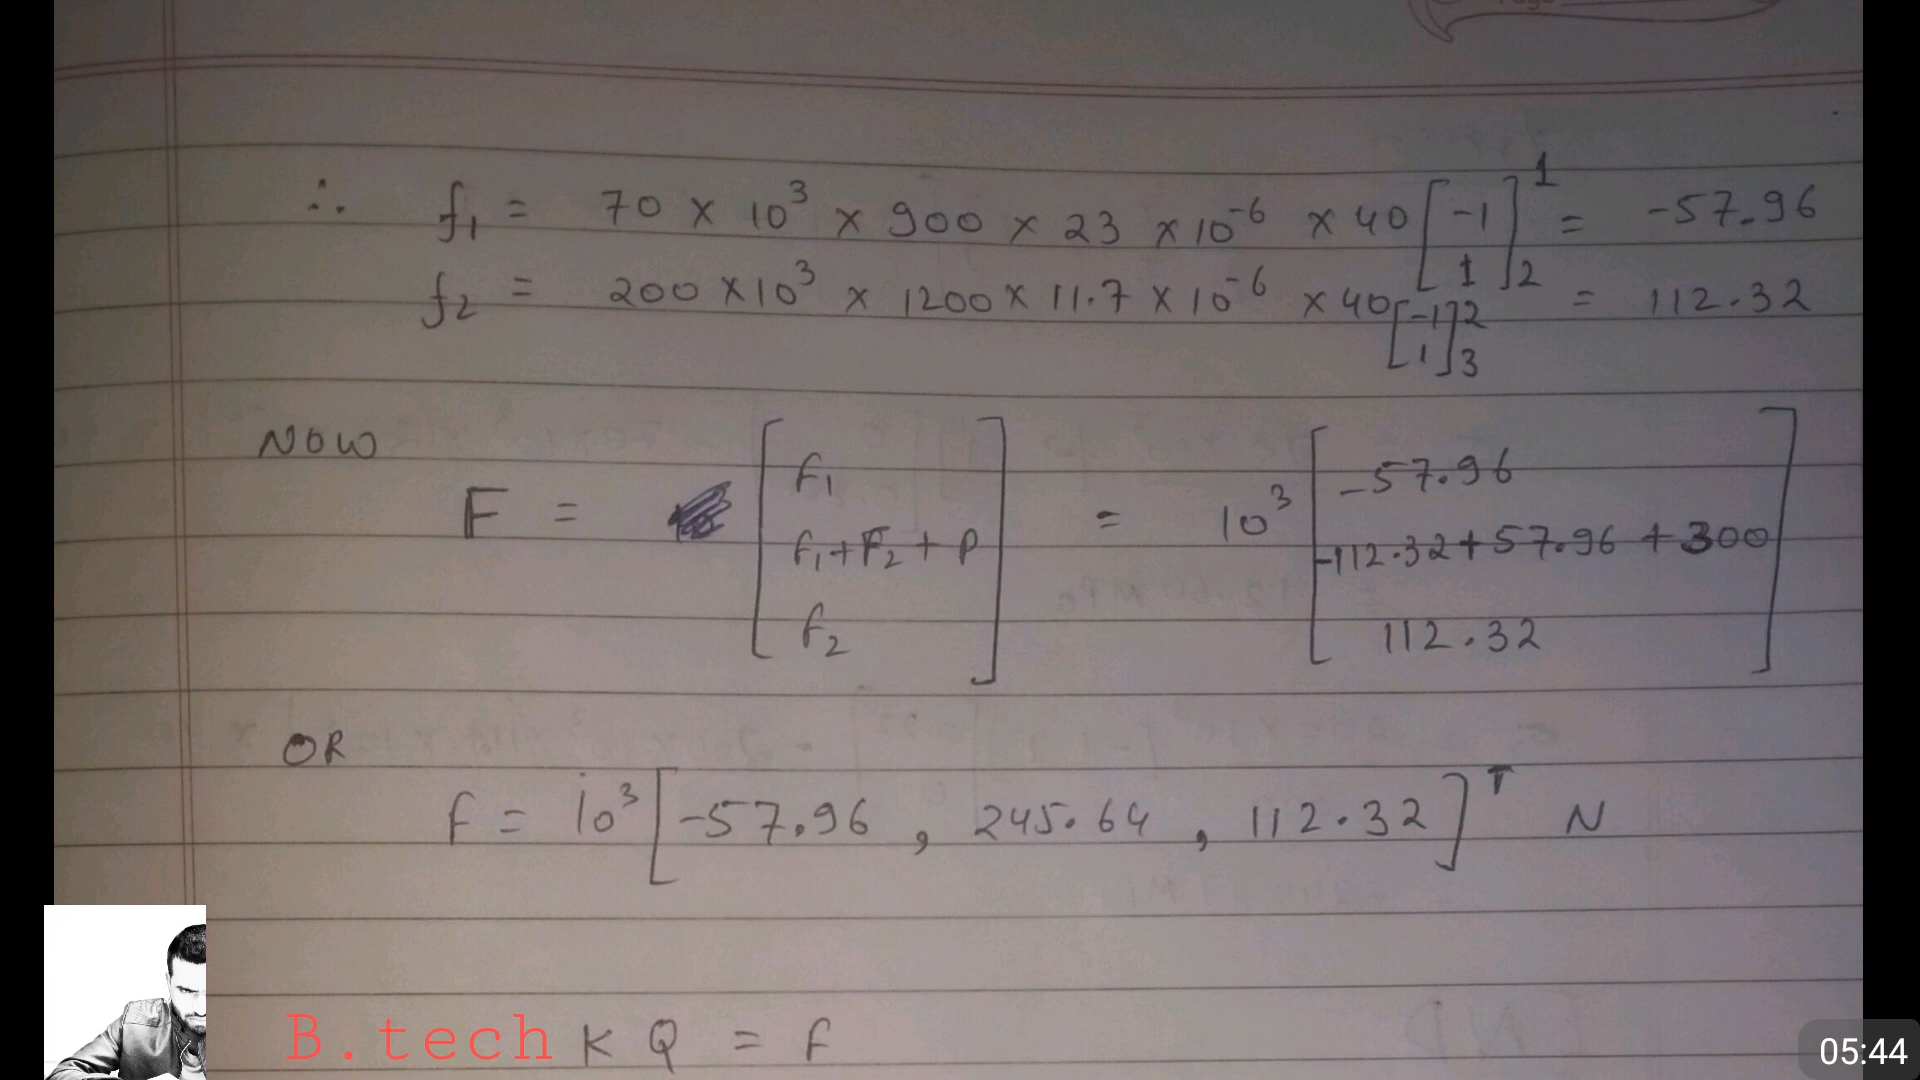 ∴ f₁ = 70 × 10³ × 900 × 23 × 10⁻⁶ × 40 [-1 1]¹₂ = -57.96
f₂ = 200 × 10³ × 1200 × 11.7 × 10⁻⁶ × 40 [-1 1]²₃ = 112.32
NOW
F = [f₁ f₁+F₂+P f₂] = 10³ [-57.96 -112.32+57.96+300 112.32]
OR
f = 10³ [-57.96 , 245.64 , 112.32]ᵀ N
B.tech K Q = f
05:44